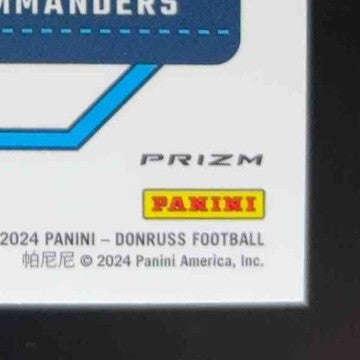 MMANDERS
PRIZM
PANINI
2024 PANINI – DONRUSS FOOTBALL
帕尼尼 © 2024 Panini America, Inc.